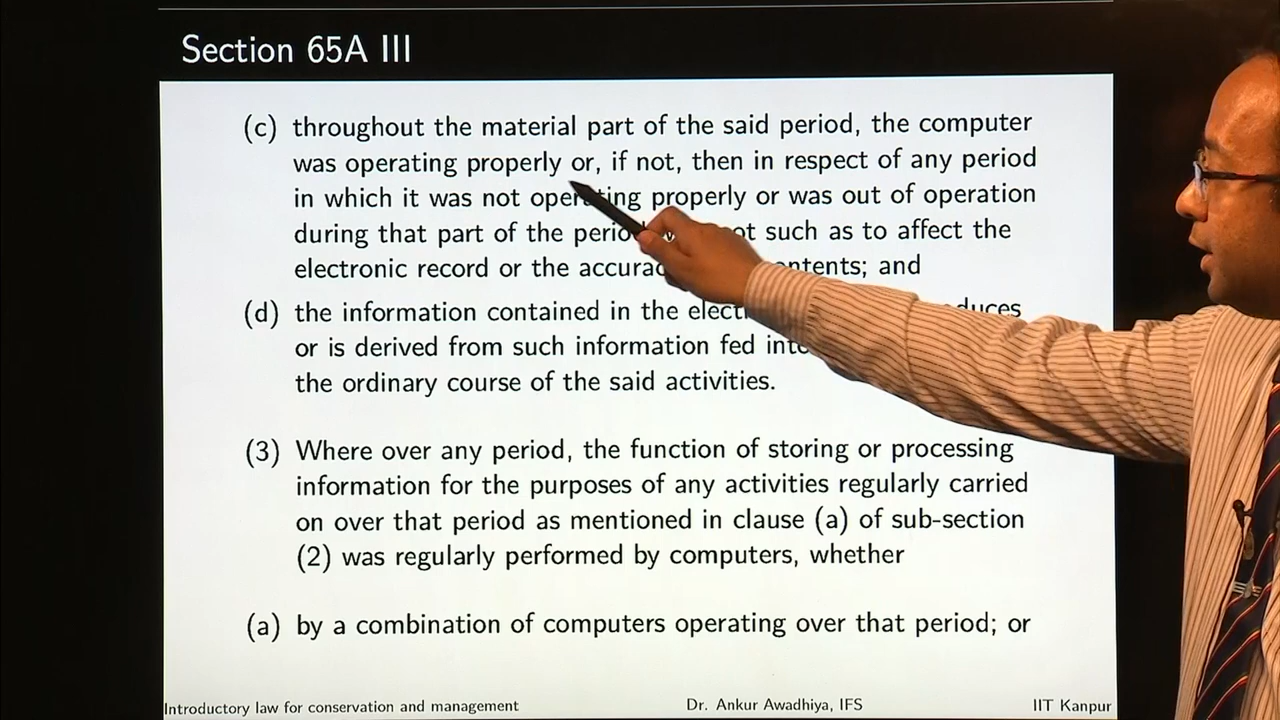 Section 65A III
(c) throughout the material part of the said period, the computer
was operating properly or, if not, then in respect of any period
in which it was not operating properly or was out of operation
during that part of the period, not such as to affect the
electronic record or the accuracy contents; and
(d) the information contained in the
or is derived from such information fed into
the ordinary course of the said activities.
(3) Where over any period, the function of storing or processing
information for the purposes of any activities regularly carried
on over that period as mentioned in clause (a) of sub-section
(2) was regularly performed by computers, whether
(a) by a combination of computers operating over that period; or
Introductory law for conservation and management Dr. Ankur Awadhiya, IFS IIT Kanpur